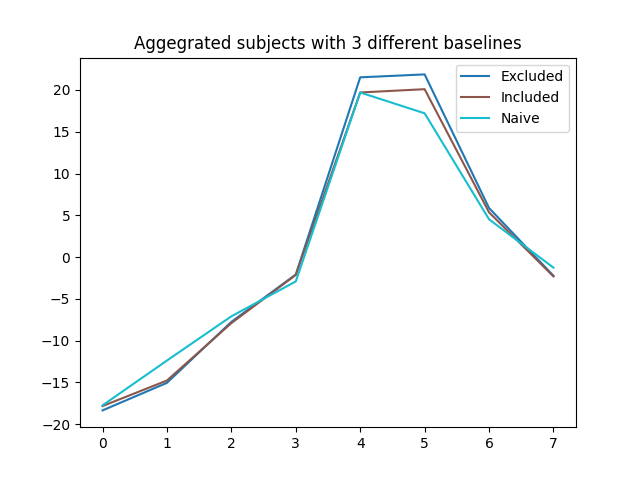 Aggegrated subjects with 3 different baselines
Excluded
Included
Naive
20
15
10
5
0
−5
−10
−15
−20
0 1 2 3 4 5 6 7